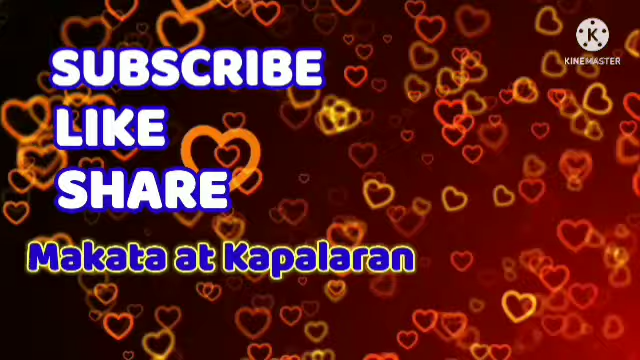 SUBSCRIBE
LIKE
SHARE
Makata at Kapalaran
K
KINEMASTER